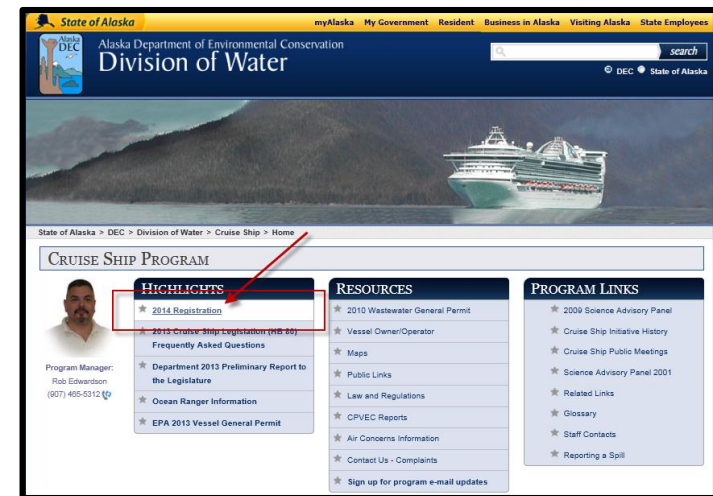 State of Alaska
myAlaska My Government Resident Business in Alaska Visiting Alaska State Employees
Alaska
DEC
Alaska Department of Environmental Conservation
Division of Water
search
DEC State of Alaska
State of Alaska > DEC > Division of Water > Cruise Ship > Home
CRUISE SHIP PROGRAM
Program Manager:
Rob Edwardson
(907) 465-5312
HIGHLIGHTS
2014 Registration
2013 Cruise Ship Legislation (HB 80)
Frequently Asked Questions
Department 2013 Preliminary Report to
the Legislature
Ocean Ranger Information
EPA 2013 Vessel General Permit
RESOURCES
2010 Wastewater General Permit
Vessel Owner/Operator
Maps
Public Links
Law and Regulations
CPVEC Reports
Air Concerns Information
Contact Us - Complaints
Sign up for program e-mail updates
PROGRAM LINKS
2009 Science Advisory Panel
Cruise Ship Initiative History
Cruise Ship Public Meetings
Science Advisory Panel 2001
Related Links
Glossary
Staff Contacts
Reporting a Spill